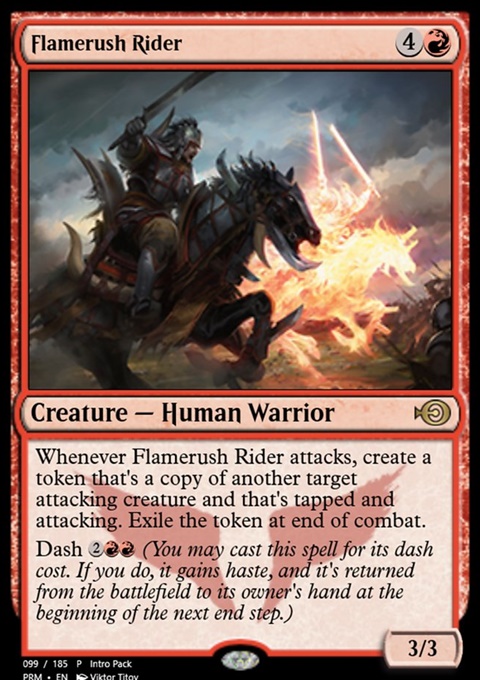 Flamerush Rider 4
Creature — Human Warrior
Whenever Flamerush Rider attacks, create a
token that's a copy of another target
attacking creature and that's tapped and
attacking. Exile the token at end of combat.
Dash 2 (You may cast this spell for its dash
cost. If you do, it gains haste, and it's returned
from the battlefield to its owner's hand at the
beginning of the next end step.)
3/3
099 / 185 P Intro Pack
PRM • EN Viktor Titov